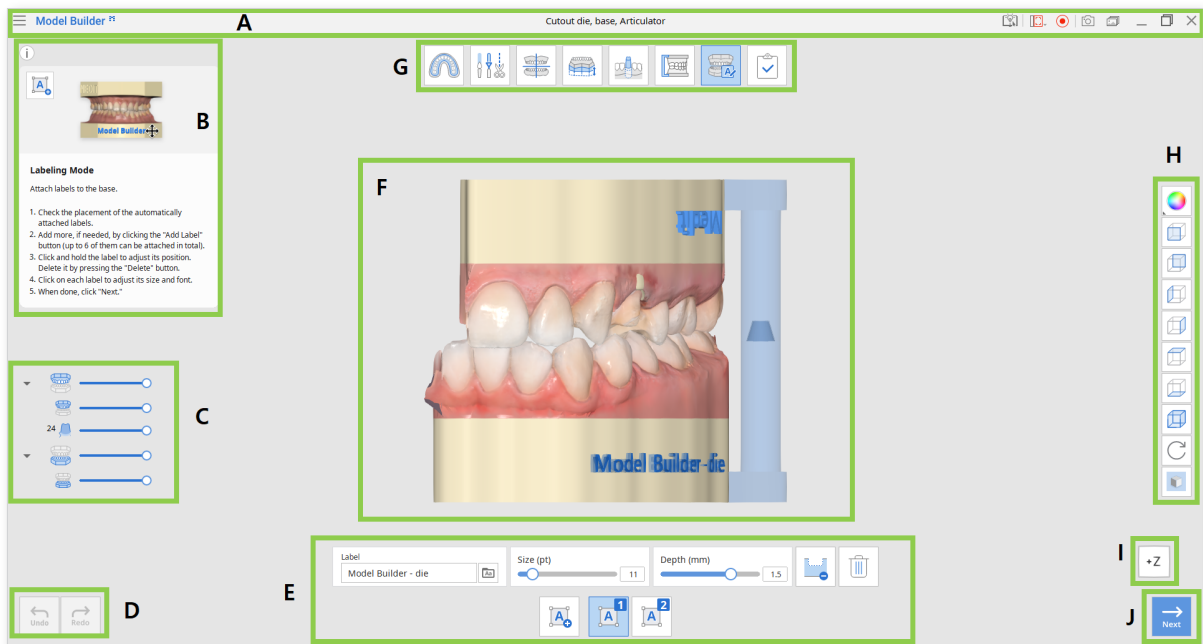 Model Builder
A
Cutout die, base, Articulator
G
B
Model Builder
Labeling Mode
Attach labels to the base.
1. Check the placement of the automatically
attached labels.
2. Add more, if needed, by clicking the "Add Label"
button (up to 6 of them can be attached in total).
3. Click and hold the label to adjust its position.
Delete it by pressing the "Delete" button.
4. Click on each label to adjust its size and font.
5. When done, click "Next."
F
Medit
H
C
24
Model Builder-die
E
Label
Model Builder - die
Aa
Size (pt)
11
Depth (mm)
1.5
A
A 1
A 2
D
Undo
Redo
I
+Z
J
Next